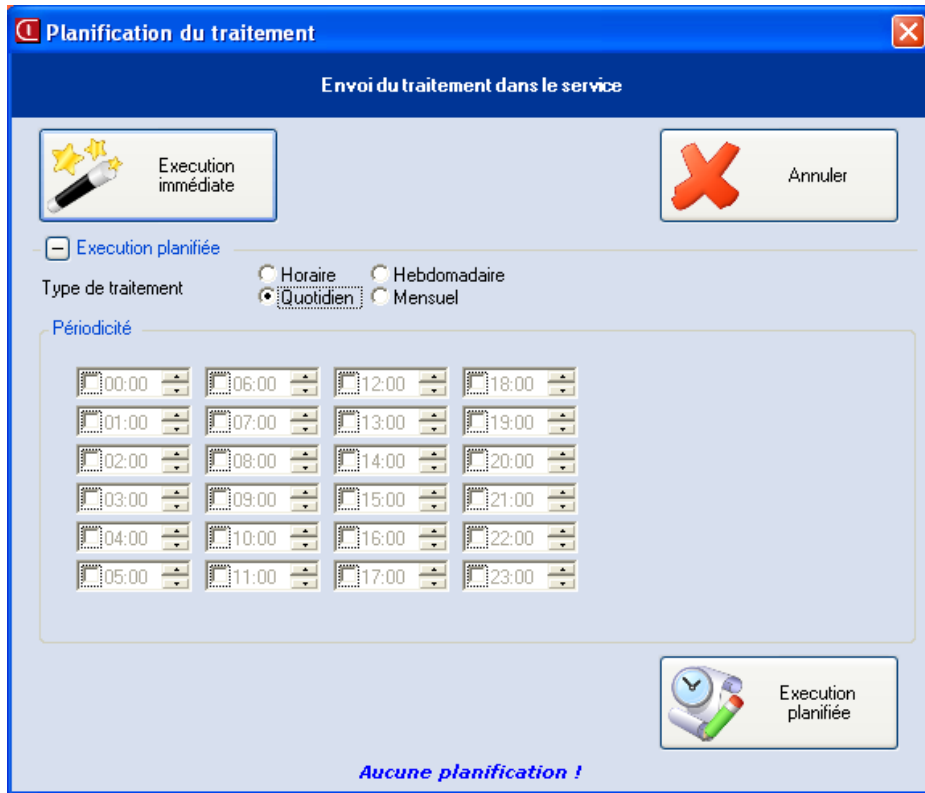 Planification du traitement
Envoi du traitement dans le service
Execution
immédiate
Annuler
Execution planifiée
Type de traitement
Horaire Hebdomadaire
Quotidien Mensuel
Périodicité
00:00 06:00 12:00 18:00
01:00 07:00 13:00 19:00
02:00 08:00 14:00 20:00
03:00 09:00 15:00 21:00
04:00 10:00 16:00 22:00
05:00 11:00 17:00 23:00
Execution
planifiée
Aucune planification !